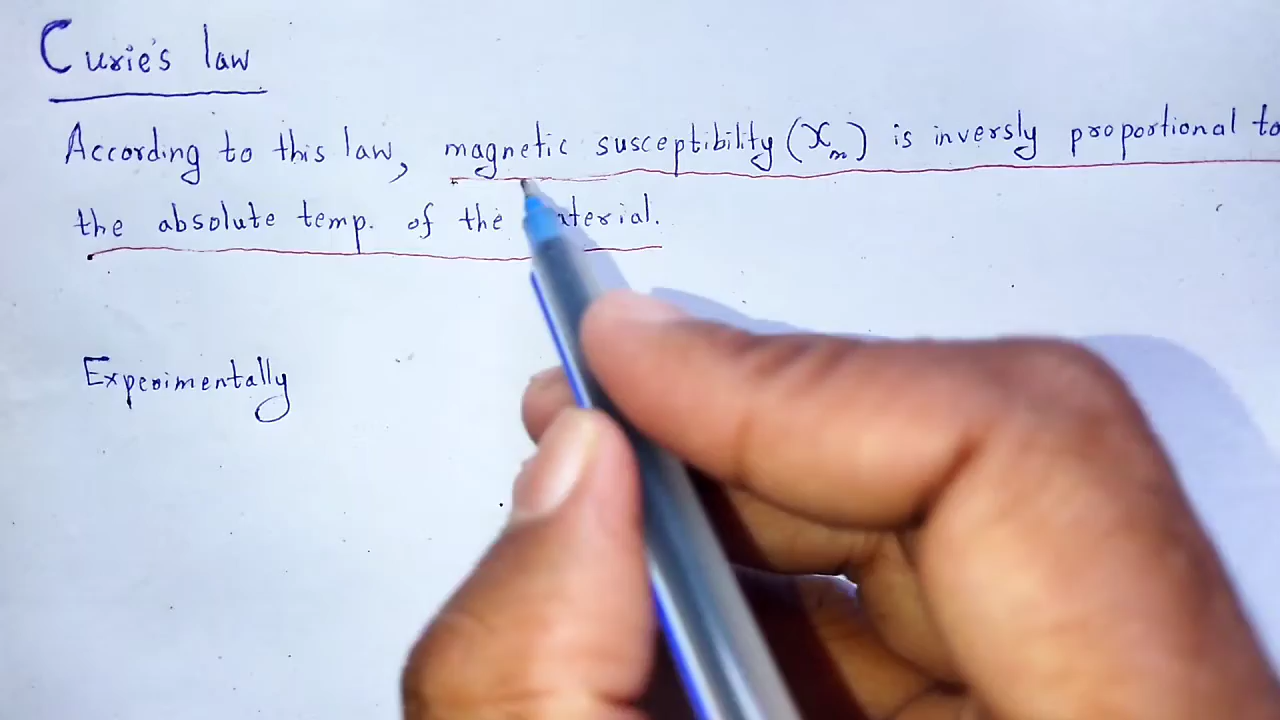 Curie's law
According to this law, magnetic susceptibility (χm) is inversly proportional to
the absolute temp. of the material.
Experimentally